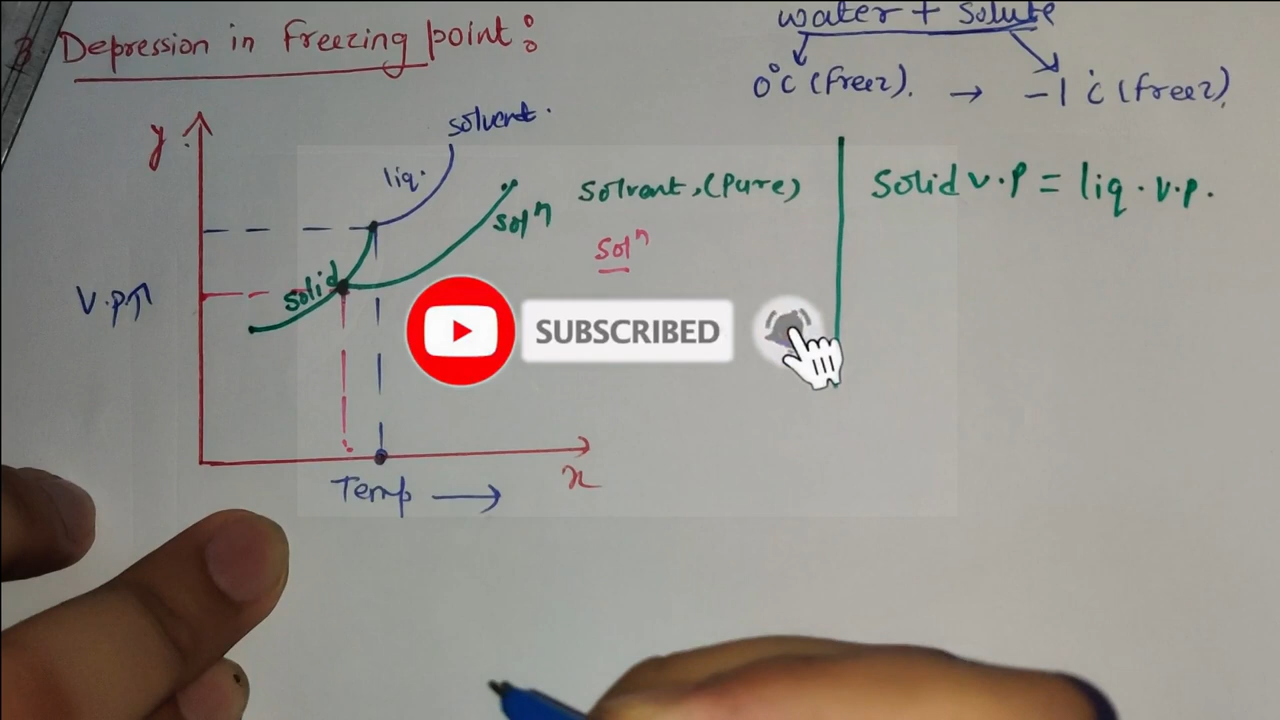 3. Depression in freezing point:
water + solute
0°C (freez). → -1°C (freez).
y
solvent.
liq.
solvant, (pure)
solid v.p = liq. v.p.
solⁿ
solⁿ
solid
V.P↑
SUBSCRIBED
x
Temp →